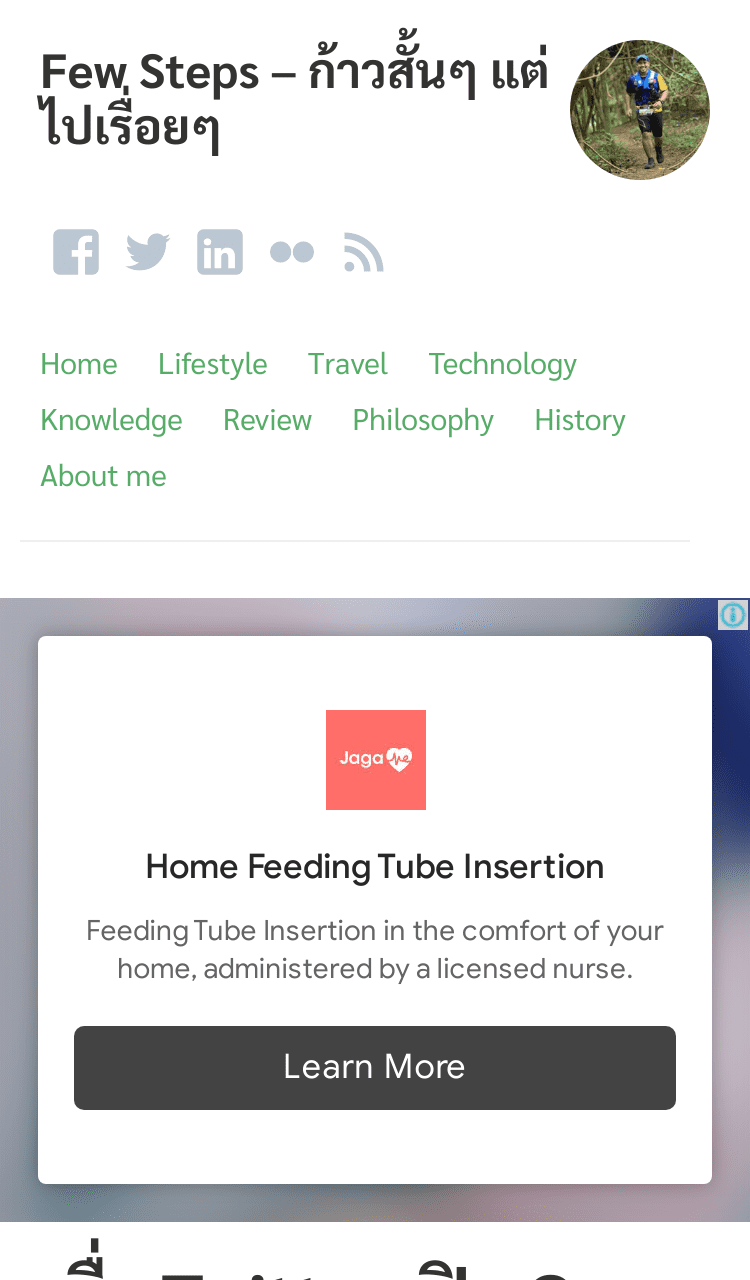 Few Steps – ก้าวสั้นๆ แต่
ไปเรื่อยๆ
Home Lifestyle Travel Technology
Knowledge Review Philosophy History
About me
Jaga me
Home Feeding Tube Insertion
Feeding Tube Insertion in the comfort of your
home, administered by a licensed nurse.
Learn More